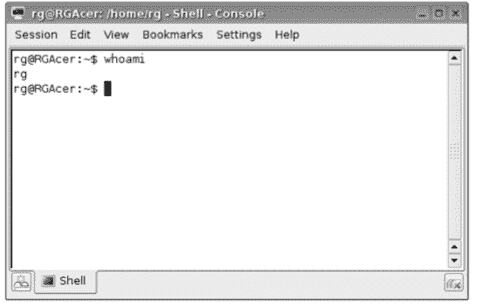 rg@RGAcer: /home/rg - Shell - Console
Session Edit View Bookmarks Settings Help
rg@RGAcer:~$ whoami
rg
rg@RGAcer:~$
Shell